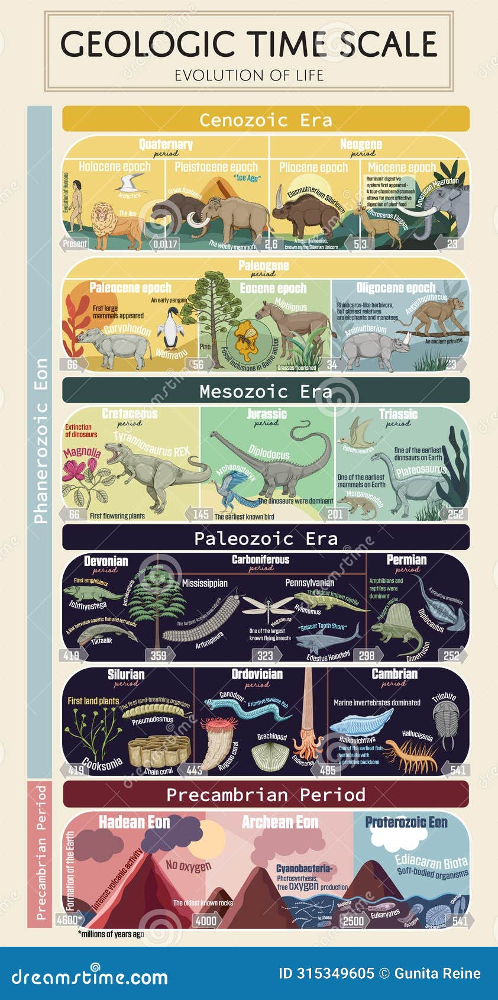 GEOLOGIC TIME SCALE
EVOLUTION OF LIFE
Phanerozoic Eon
Cenozoic Era
Quaternary
period
Neogene
period
Holocene epoch
Pleistocene epoch
Pliocene epoch
Miocene epoch
Evolution of Humans
Arctic Tern
The lion
"Ice Age"
Ursus Spelaeus
The woolly mammoth
Elasmotherium Sibiricum
A large rhinoceros,
known as the Siberian Unicorn
Ruminant digestive
system first appeared -
A four-chambered stomach
allows for more effective
digestion of plant food
American Mastodon
Dicrocerus Elegans
Present
0,0117
2,6
5,3
23
Paleogene
period
Paleocene epoch
Eocene epoch
Oligocene epoch
Frst large
mammals appeared
Coryphodon
An early penguin
Waimanu
Pine
Fossil inclusions in Baltic amber
Miohippus
Grasses flourished
Rhinoceros-like herbivore,
but closest relatives
are elephants and manatees
Arsinoitherium
Aegyptopithecus
An ancient primate
66
56
34
23
Mesozoic Era
Cretaceous
period
Jurassic
period
Triassic
period
Extinction
of dinosaurs
Magnolia
Tyrannosaurus REX
First flowering plants
Diplodocus
Archaeopteryx
The dinosaurs were dominant
The earliest known bird
Peteinosaurus
One of the earliest
dinosaurs on Earth
Plateosaurus
One of the earliest
mammals on Earth
Morganucodon
66
145
201
252
Paleozoic Era
Devonian
period
Carboniferous
period
Permian
period
First amphibians
Ichthyostega
A link between aquatic fish and tetrapods
Tiktaalik
Mississippian
The largest-known invertebrate
Arthropleura
Pennsylvanian
The oldest known reptile
Hylonomus
Meganeura
One of the largest
known flying insects
"Scissor Tooth Shark"
Edestus Heinrichi
Amphibians and
reptiles were
dominant
Predatory reptile
Dimetrodon
A primitive amphibian
Diplocaulus
419
359
323
298
252
Silurian
period
Ordovician
period
Cambrian
period
First land plants
Cooksonia
The first land-breathing organism
Pneumodesmus
Chain coral
Conodont - primitive jawless fish
Rugose coral
Brachiopod
Endoceras
Marine invertebrates dominated
Haikouichthys
One of the earliest fish,
vertebrate with
a primitive backbone
Hallucigenia
Trilobite
419
443
485
541
Precambrian Period
Precambrian Period
Hadean Eon
Archean Eon
Proterozoic Eon
Formation of the Earth
Intense volcanic activity
No oxygen
The oldest known rocks
Cyanobacteria-
Photosynthesis,
free oxygen production
Ediacaran Biota
Soft-bodied organisms
Archaea
Bacteria
Eukaryotes
Spriggina
Dickinsonia
Charnia
4600*
4000
2500
541
*millions of years ago
dreamstime.com
ID 315349605 © Gunita Reine